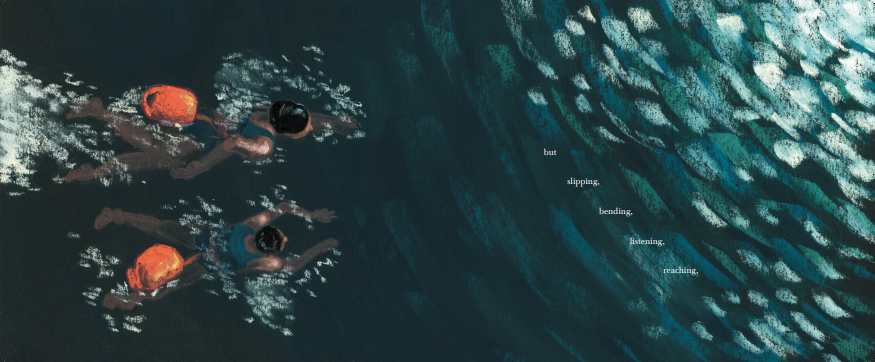 but
slipping,
bending,
listening,
reaching,